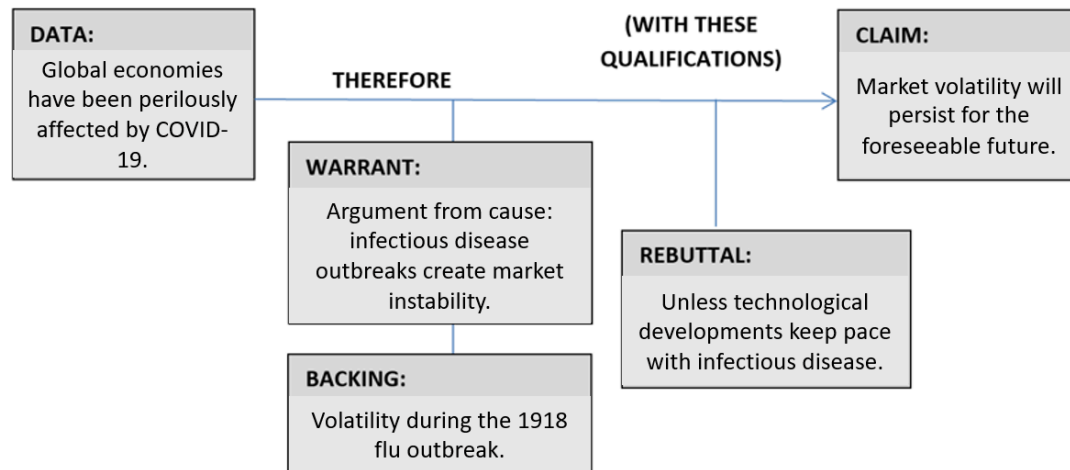 DATA:
Global economies
have been perilously
affected by COVID-
19.
THEREFORE
(WITH THESE
QUALIFICATIONS)
CLAIM:
Market volatility will
persist for the
foreseeable future.
WARRANT:
Argument from cause:
infectious disease
outbreaks create market
instability.
REBUTTAL:
Unless technological
developments keep pace
with infectious disease.
BACKING:
Volatility during the 1918
flu outbreak.